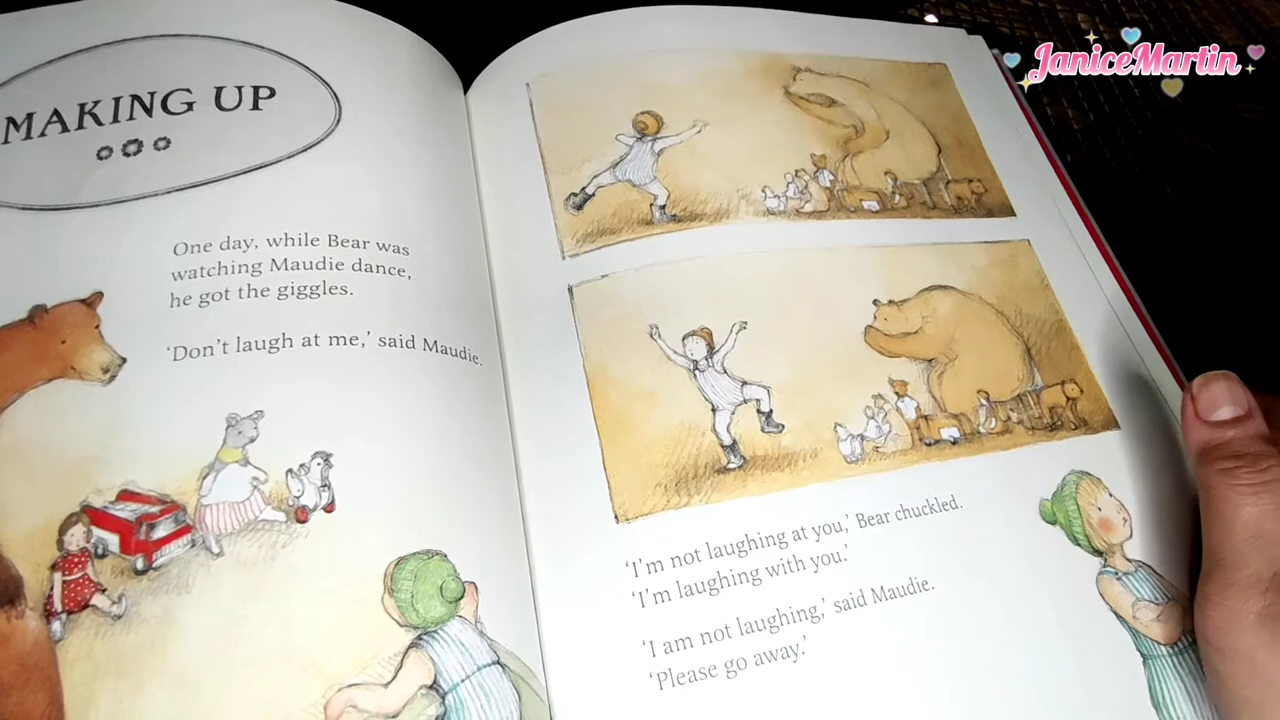 MAKING UP
One day, while Bear was
watching Maudie dance,
he got the giggles.
‘Don’t laugh at me,’ said Maudie.
‘I’m not laughing at you,’ Bear chuckled.
‘I’m laughing with you.’
‘I am not laughing,’ said Maudie.
‘Please go away.’
JaniceMartin